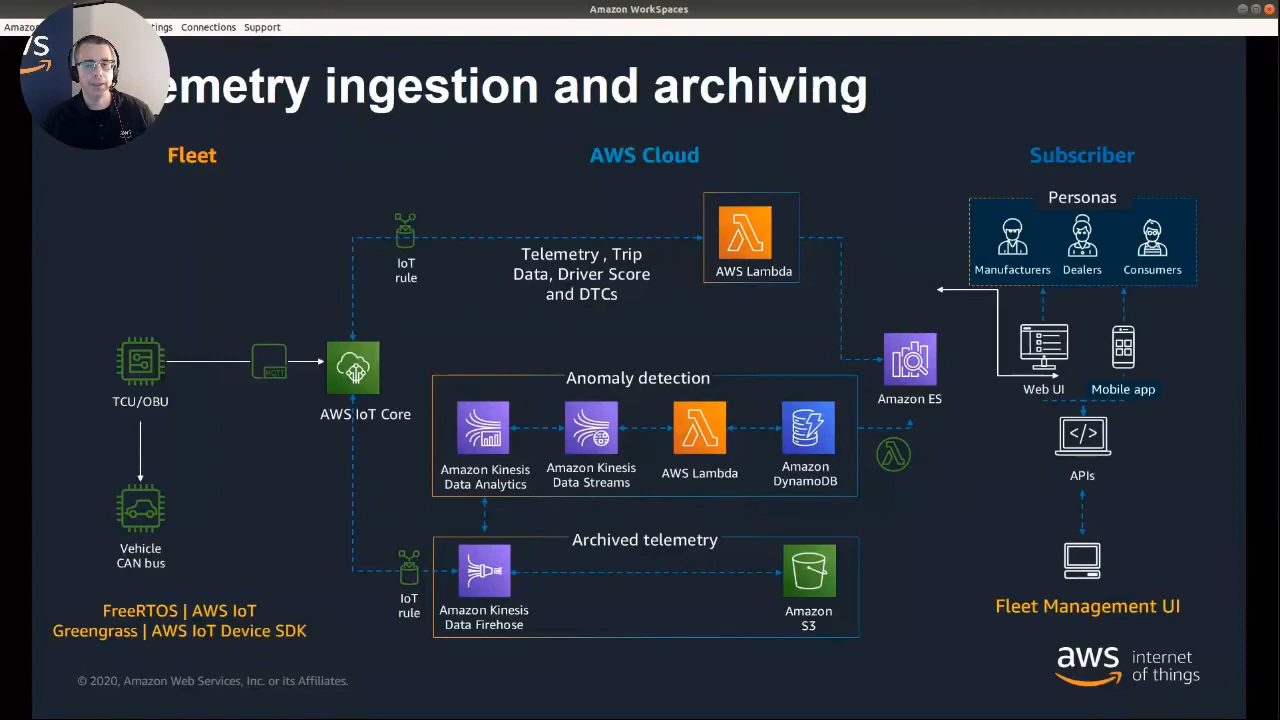 Amazon WorkSpaces
Connections Support
aws
emetry ingestion and archiving
Fleet
AWS Cloud
Subscriber
Personas
Manufacturers Dealers Consumers
IoT
rule
Telemetry , Trip
Data, Driver Score
and DTCs
AWS Lambda
MQTT
TCU/OBU
AWS IoT Core
Amazon ES
Web UI
Mobile app
Anomaly detection
Amazon Kinesis
Data Analytics
Amazon Kinesis
Data Streams
AWS Lambda
Amazon
DynamoDB
APIs
Vehicle
CAN bus
IoT
rule
Archived telemetry
Amazon Kinesis
Data Firehose
Amazon
S3
FreeRTOS | AWS IoT
Greengrass | AWS IoT Device SDK
Fleet Management UI
aws internet
of things
© 2020, Amazon Web Services, Inc. or its Affiliates.